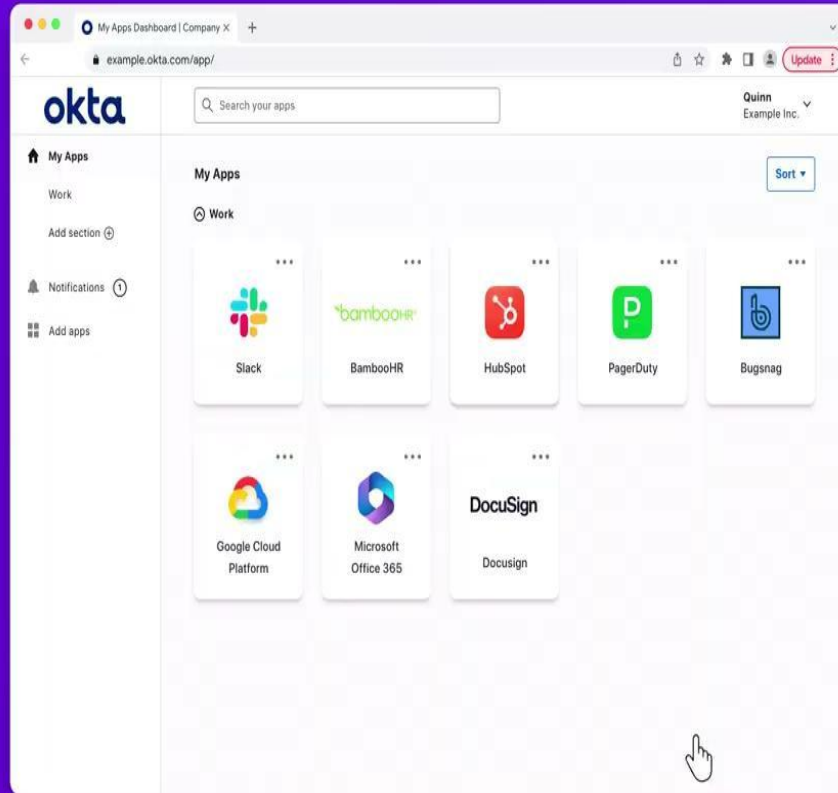 My Apps Dashboard | Company
example.okta.com/app/
Update
okta
Search your apps
Quinn
Example Inc.
My Apps
Work
Add section
Notifications 1
Add apps
My Apps
Sort
Work
Slack
bambooHR
BambooHR
HubSpot
P
PagerDuty
b
Bugsnag
Google Cloud
Platform
Microsoft
Office 365
DocuSign
Docusign